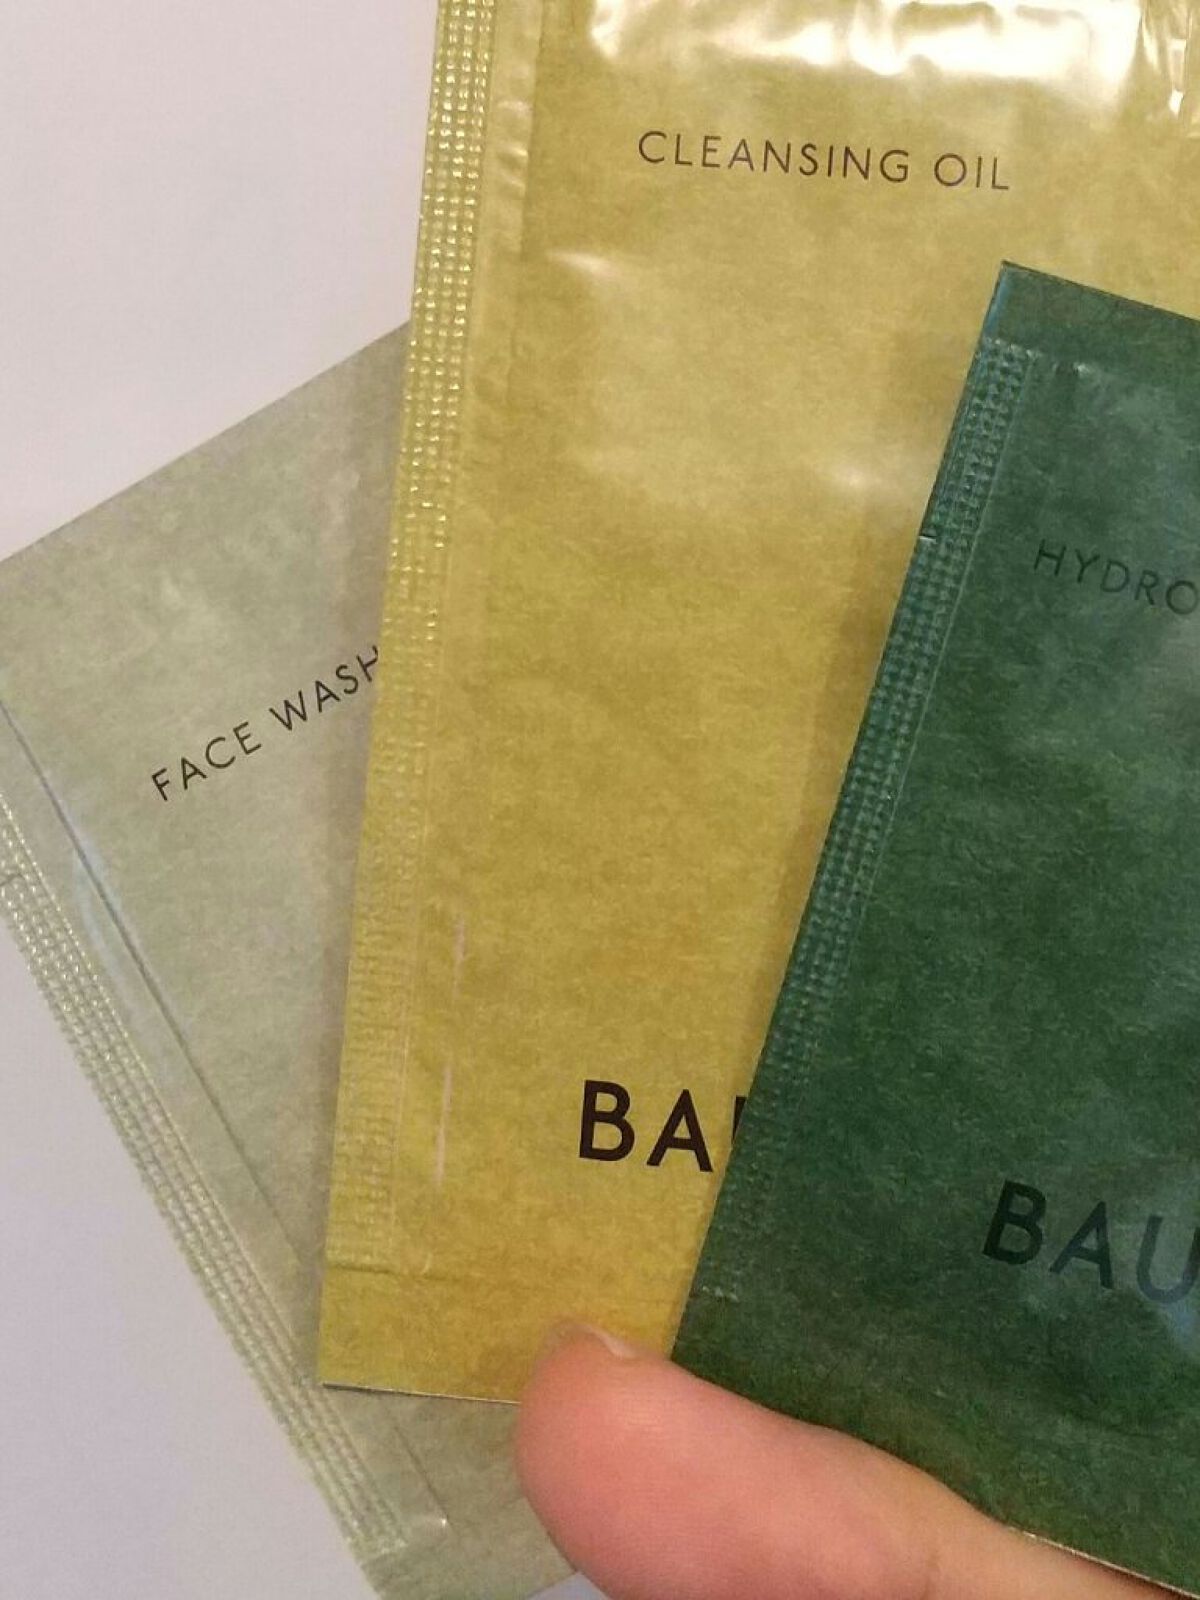 CLEANSING OIL
HYDRO
FACE WASH
BA
BAU